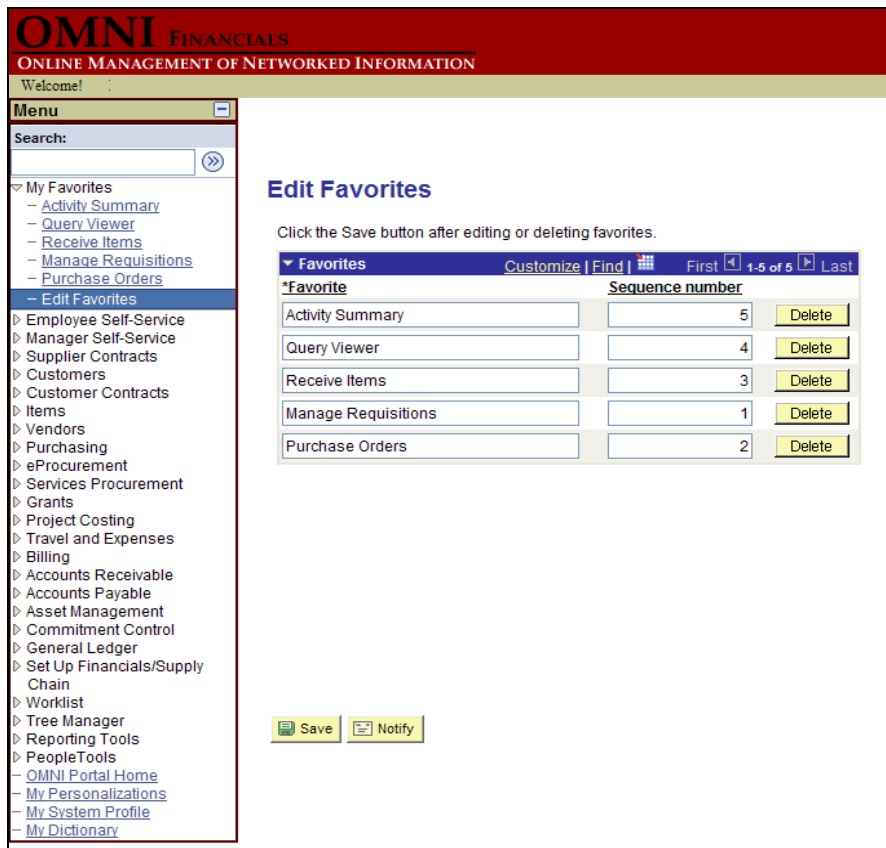 OMNI FINANCIALS
ONLINE MANAGEMENT OF NETWORKED INFORMATION
Welcome!
Menu
Search:
My Favorites
– Activity Summary
– Query Viewer
– Receive Items
– Manage Requisitions
– Purchase Orders
– Edit Favorites
Employee Self-Service
Manager Self-Service
Supplier Contracts
Customers
Customer Contracts
Items
Vendors
Purchasing
eProcurement
Services Procurement
Grants
Project Costing
Travel and Expenses
Billing
Accounts Receivable
Accounts Payable
Asset Management
Commitment Control
General Ledger
Set Up Financials/Supply
Chain
Worklist
Tree Manager
Reporting Tools
PeopleTools
– OMNI Portal Home
– My Personalizations
– My System Profile
– My Dictionary
Edit Favorites
Click the Save button after editing or deleting favorites.
Favorites Customize | Find | First 1-5 of 5 Last
*Favorite Sequence number
Activity Summary 5 Delete
Query Viewer 4 Delete
Receive Items 3 Delete
Manage Requisitions 1 Delete
Purchase Orders 2 Delete
Save Notify